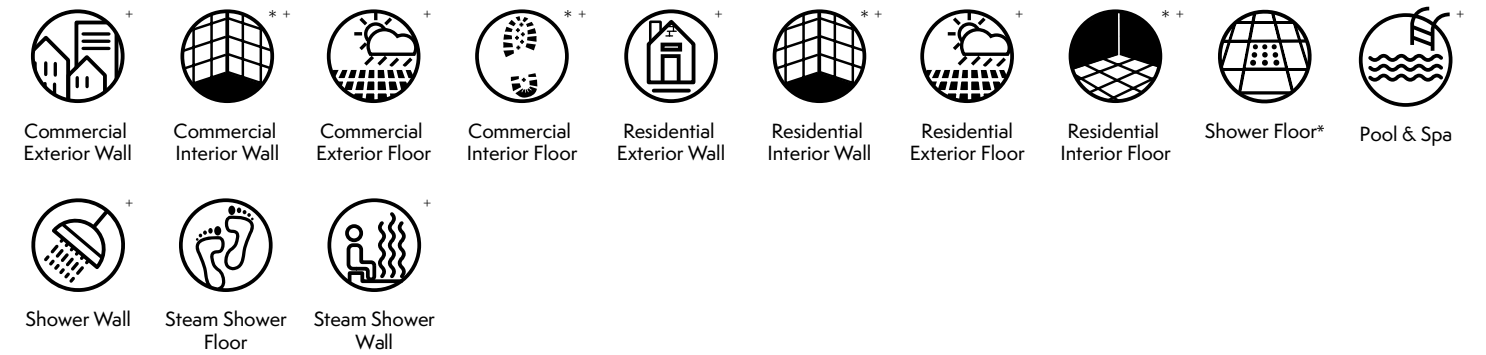 + * + + * + + * + + * + +
Commercial Commercial Commercial Commercial Residential Residential Residential Residential Shower Floor* Pool & Spa
Exterior Wall Interior Wall Exterior Floor Interior Floor Exterior Wall Interior Wall Exterior Floor Interior Floor
+ +
Shower Wall Steam Shower Steam Shower
Floor Wall